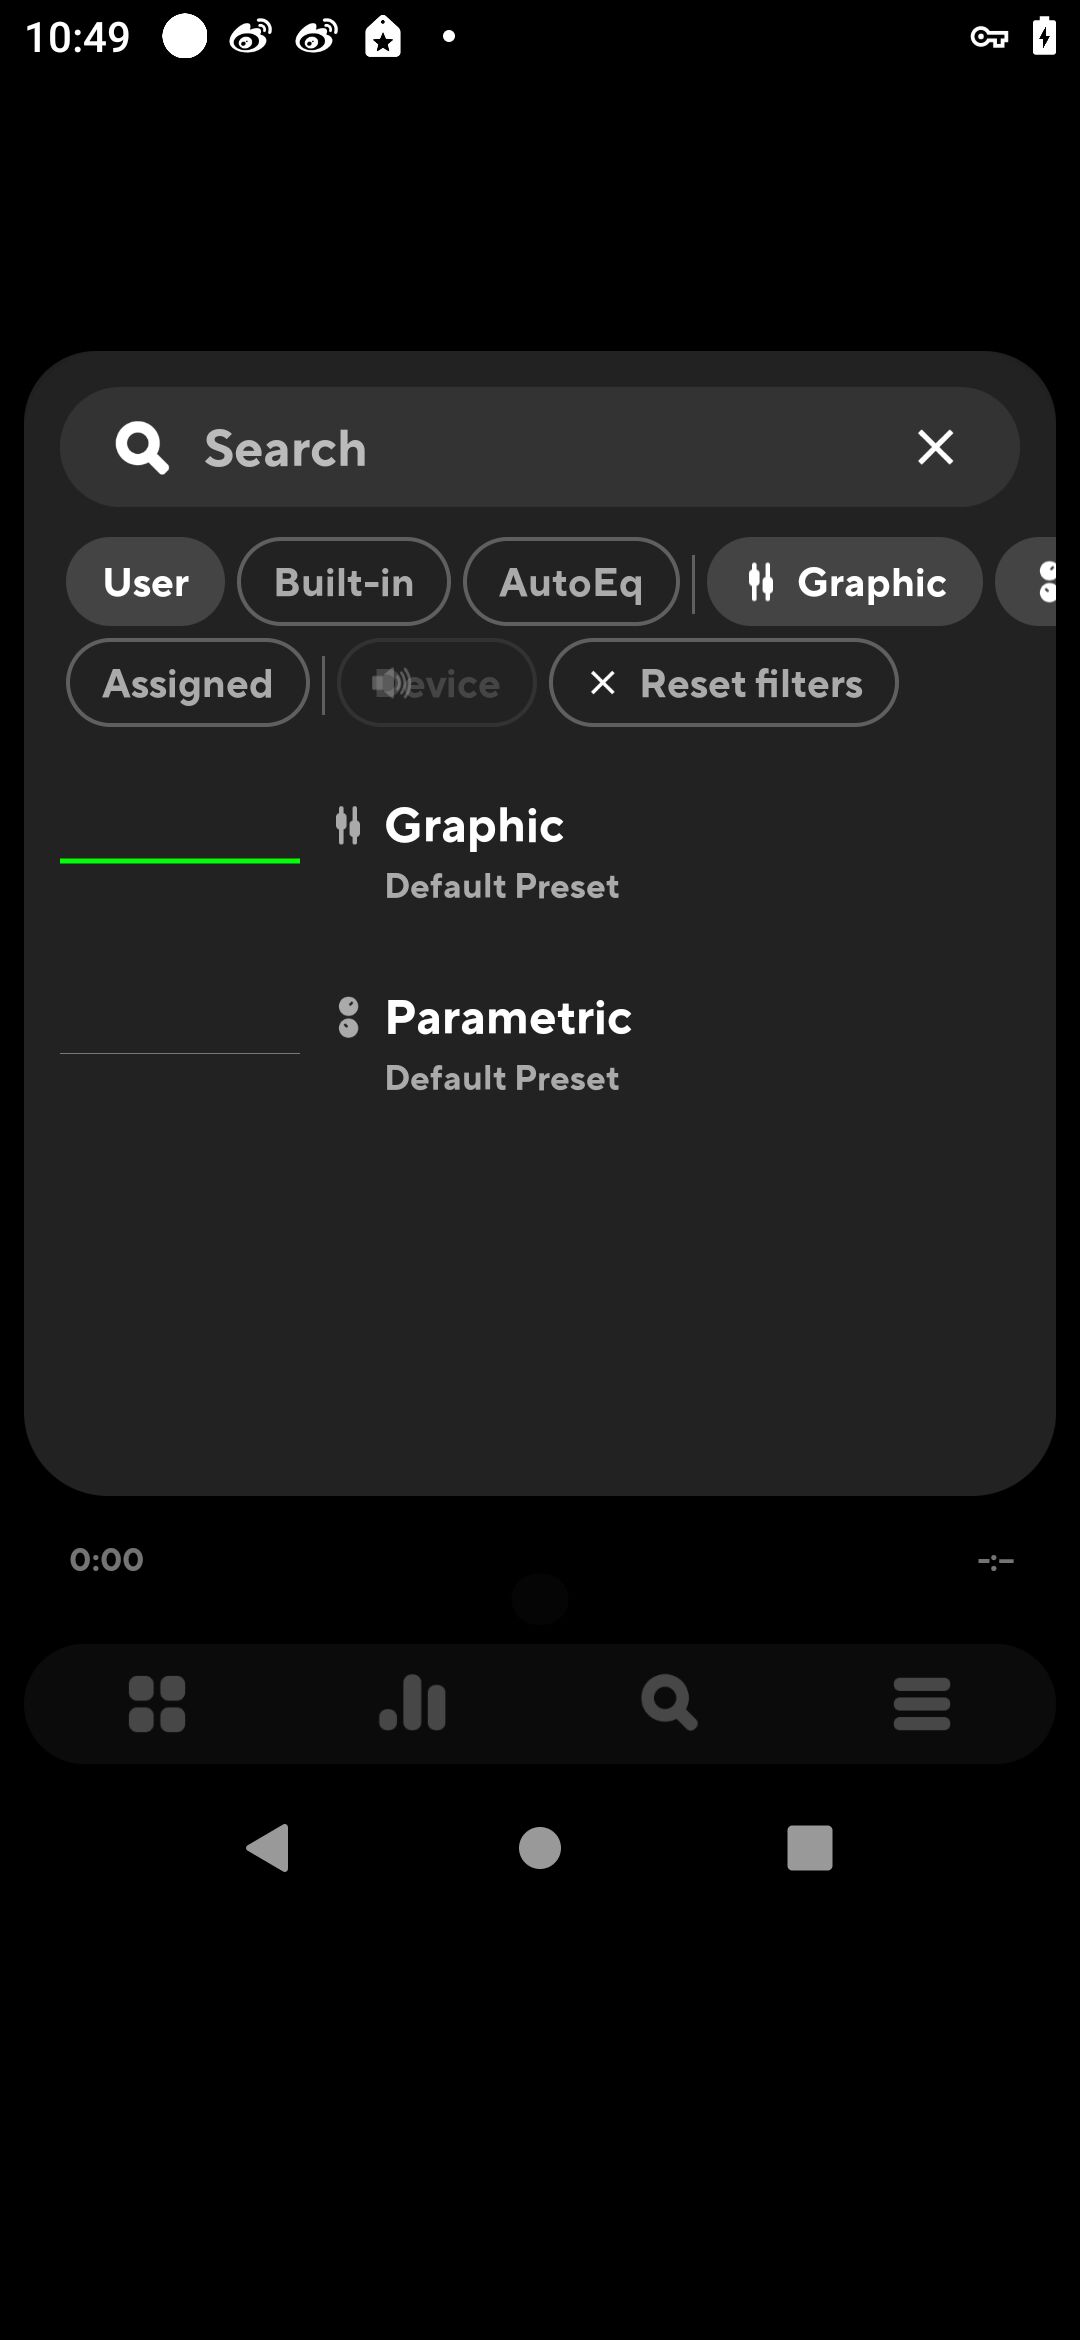 10:49
Search
User
Built-in
AutoEq
Graphic
Assigned
Device
Reset filters
Graphic
Default Preset
Parametric
Default Preset
0:00
-:--